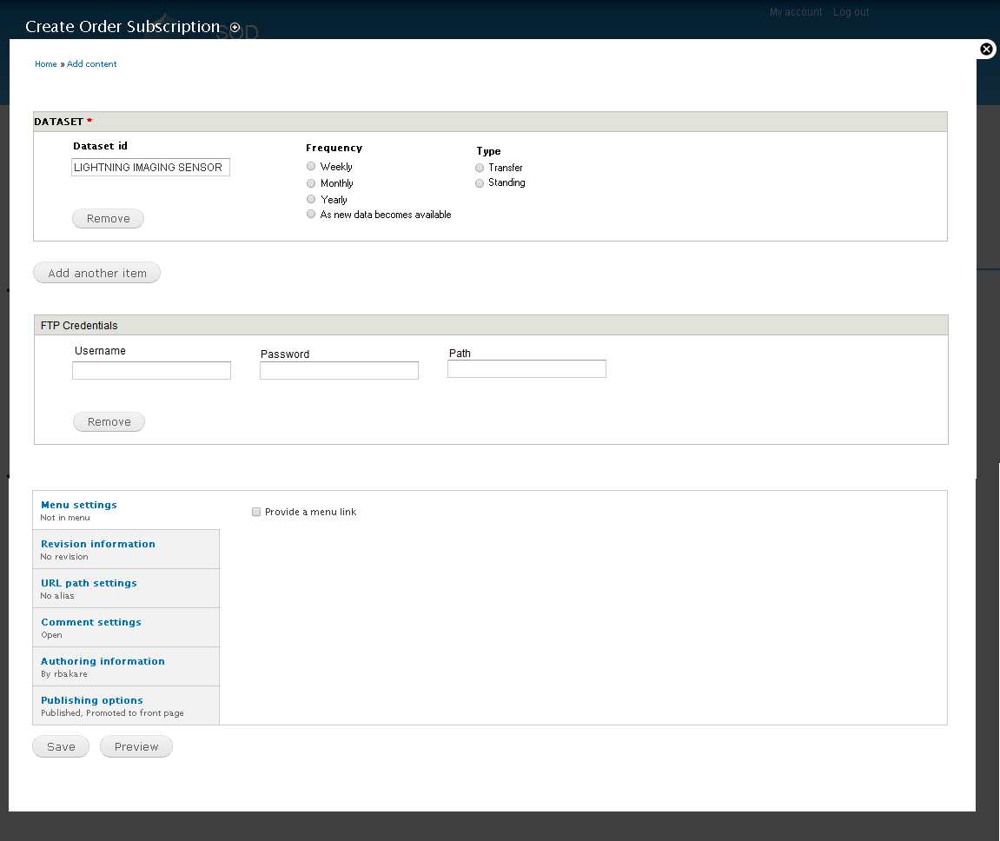 My account Log out
Create Order Subscription
SOD
Home » Add content
DATASET *
Dataset id
Frequency
Type
LIGHTNING IMAGING SENSOR
Weekly
Transfer
Monthly
Standing
Yearly
As new data becomes available
Remove
Add another item
FTP Credentials
Username
Password
Path
Remove
Menu settings
Not in menu
Provide a menu link
Revision information
No revision
URL path settings
No alias
Comment settings
Open
Authoring information
By rbakare
Publishing options
Published, Promoted to front page
Save Preview